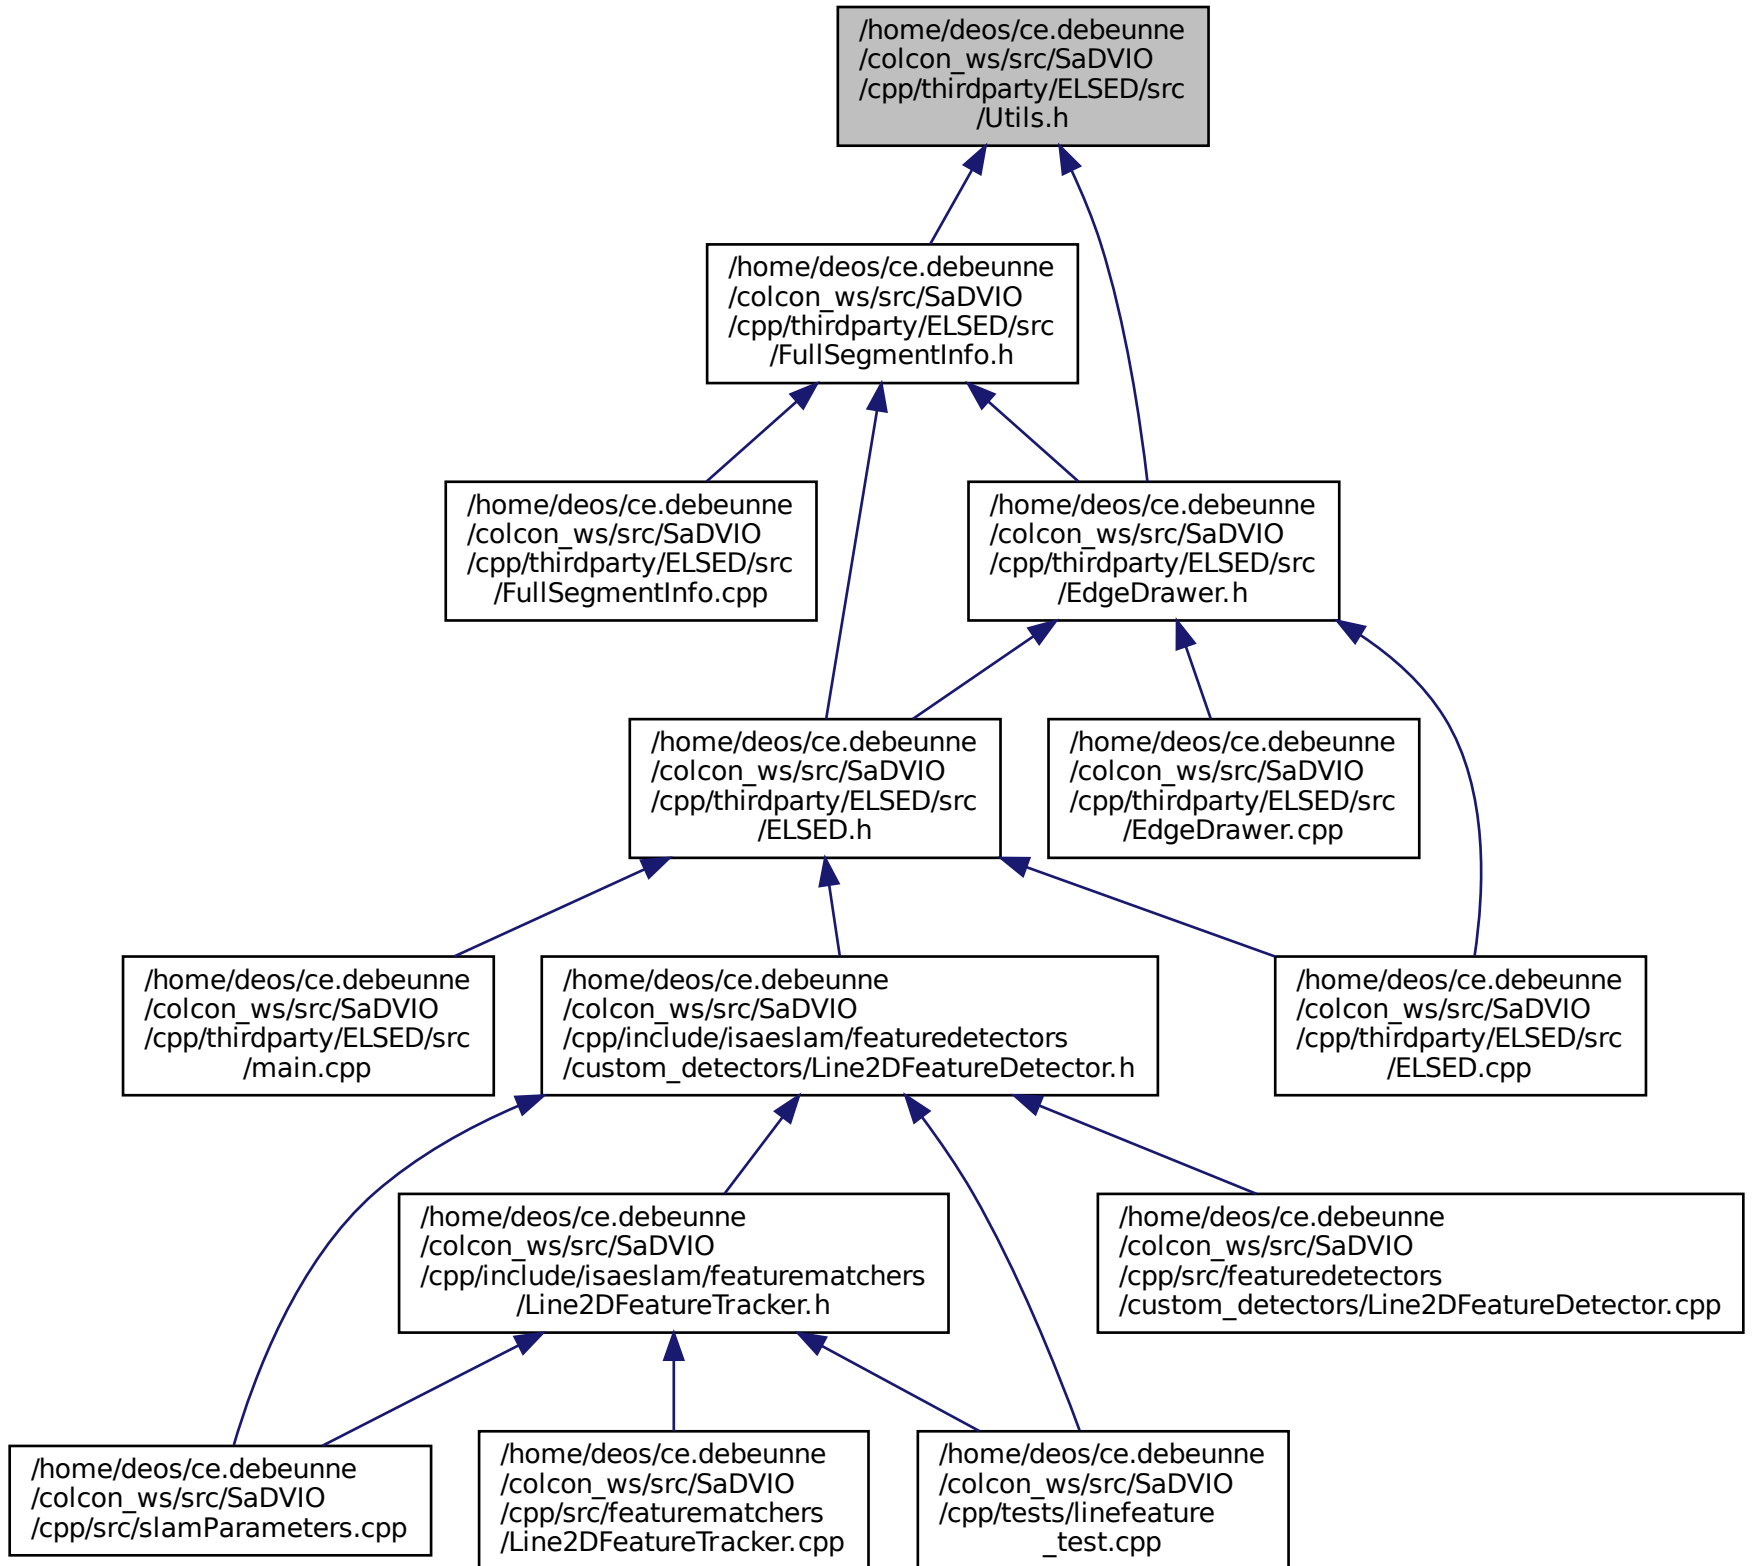 /home/deos/ce.debeunne
/colcon_ws/src/SaDVIO
/cpp/thirdparty/ELSED/src
/Utils.h
/home/deos/ce.debeunne
/colcon_ws/src/SaDVIO
/cpp/thirdparty/ELSED/src
/FullSegmentInfo.h
/home/deos/ce.debeunne
/colcon_ws/src/SaDVIO
/cpp/thirdparty/ELSED/src
/FullSegmentInfo.cpp
/home/deos/ce.debeunne
/colcon_ws/src/SaDVIO
/cpp/thirdparty/ELSED/src
/EdgeDrawer.h
/home/deos/ce.debeunne
/colcon_ws/src/SaDVIO
/cpp/thirdparty/ELSED/src
/ELSED.h
/home/deos/ce.debeunne
/colcon_ws/src/SaDVIO
/cpp/thirdparty/ELSED/src
/EdgeDrawer.cpp
/home/deos/ce.debeunne
/colcon_ws/src/SaDVIO
/cpp/thirdparty/ELSED/src
/main.cpp
/home/deos/ce.debeunne
/colcon_ws/src/SaDVIO
/cpp/include/isaeslam/featuredetectors
/custom_detectors/Line2DFeatureDetector.h
/home/deos/ce.debeunne
/colcon_ws/src/SaDVIO
/cpp/thirdparty/ELSED/src
/ELSED.cpp
/home/deos/ce.debeunne
/colcon_ws/src/SaDVIO
/cpp/include/isaeslam/featurematchers
/Line2DFeatureTracker.h
/home/deos/ce.debeunne
/colcon_ws/src/SaDVIO
/cpp/src/featuredetectors
/custom_detectors/Line2DFeatureDetector.cpp
/home/deos/ce.debeunne
/colcon_ws/src/SaDVIO
/cpp/src/slamParameters.cpp
/home/deos/ce.debeunne
/colcon_ws/src/SaDVIO
/cpp/src/featurematchers
/Line2DFeatureTracker.cpp
/home/deos/ce.debeunne
/colcon_ws/src/SaDVIO
/cpp/tests/linefeature
_test.cpp